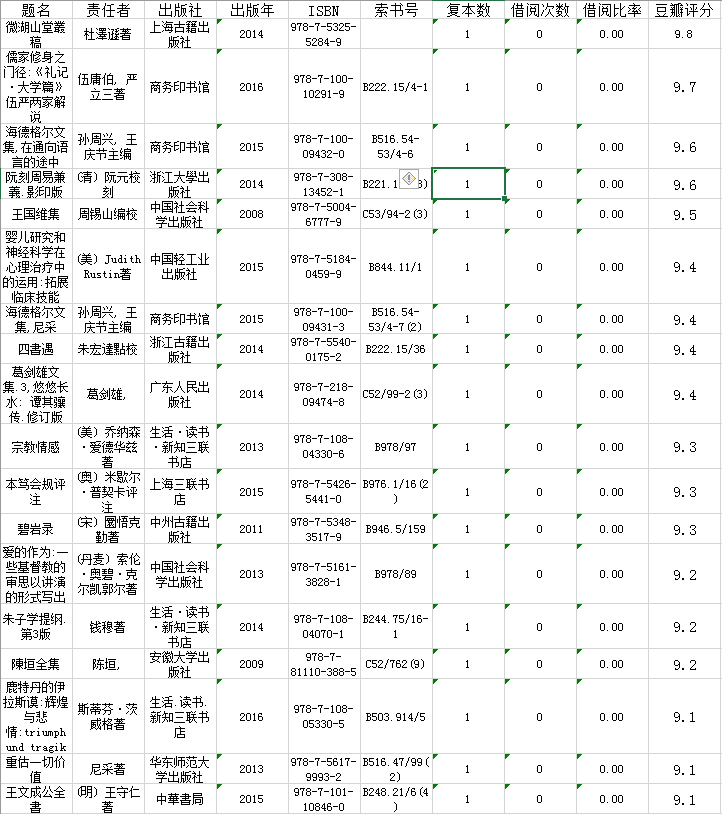 题名 责任者 出版社 出版年 ISBN 索书号 复本数 借阅次数 借阅比率 豆瓣评分
微湖山堂叢稿 杜澤遜著 上海古籍出版社 2014 978-7-5325-5284-9 1 0 0.00 9.8
儒家修身之门径:《礼记·大学篇》伍严两家解说 伍庸伯, 严立三著 商务印书馆 2016 978-7-100-10291-9 B222.15/4-1 1 0 0.00 9.7
海德格尔文集,在通向语言的途中 孙周兴, 王庆节主编 商务印书馆 2015 978-7-100-09432-0 B516.54-53/4-6 1 0 0.00 9.6
阮刻周易兼義.影印版 (清) 阮元校刻 浙江大學出版社 2014 978-7-308-13452-1 B221.1 3) 1 0 0.00 9.6
王国维集 周锡山编校 中国社会科学出版社 2008 978-7-5004-6777-9 C53/94-2(3) 1 0 0.00 9.5
婴儿研究和神经科学在心理治疗中的运用:拓展临床技能 (美) Judith Rustin著 中国轻工业出版社 2015 978-7-5184-0459-9 B844.11/1 1 0 0.00 9.4
海德格尔文集,尼采 孙周兴, 王庆节主编 商务印书馆 2015 978-7-100-09431-3 B516.54-53/4-7(2) 1 0 0.00 9.4
四書遇 朱宏達點校 浙江古籍出版社 2014 978-7-5540-0175-2 B222.15/36 1 0 0.00 9.4
葛剑雄文集.3,悠悠长水: 谭其骧传.修订版 葛剑雄, 广东人民出版社 2014 978-7-218-09474-8 C52/99-2(3) 1 0 0.00 9.4
宗教情感 (美) 乔纳森·爱德华兹著 生活·读书·新知三联书店 2013 978-7-108-04330-6 B978/97 1 0 0.00 9.3
本笃会规评注 (奥) 米歇尔·普契卡评注 上海三联书店 2015 978-7-5426-5441-0 B976.1/16(2) 1 0 0.00 9.3
碧岩录 (宋) 圜悟克勤著 中州古籍出版社 2011 978-7-5348-3517-9 B946.5/159 1 0 0.00 9.3
爱的作为:一些基督教的审思以讲演的形式写出 (丹麦) 索伦·奥碧·克尔凯郭尔著 中国社会科学出版社 2013 978-7-5161-3828-1 B978/89 1 0 0.00 9.2
朱子学提纲.第3版 钱穆著 生活·读书·新知三联书店 2014 978-7-108-04070-1 B244.75/16-1 1 0 0.00 9.2
陳垣全集 陈垣, 安徽大学出版社 2009 978-7-81110-388-5 C52/762(9) 1 0 0.00 9.2
鹿特丹的伊拉斯谟:辉煌与悲情:triumph und tragik 斯蒂芬·茨威格著 生活.读书.新知三联书店 2016 978-7-108-05330-5 B503.914/5 1 0 0.00 9.1
重估一切价值 尼采著 华东师范大学出版社 2013 978-7-5617-9993-2 B516.47/99(2) 1 0 0.00 9.1
王文成公全書 (明) 王守仁著 中華書局 2015 978-7-101-10846-0 B248.21/6(4) 1 0 0.00 9.1